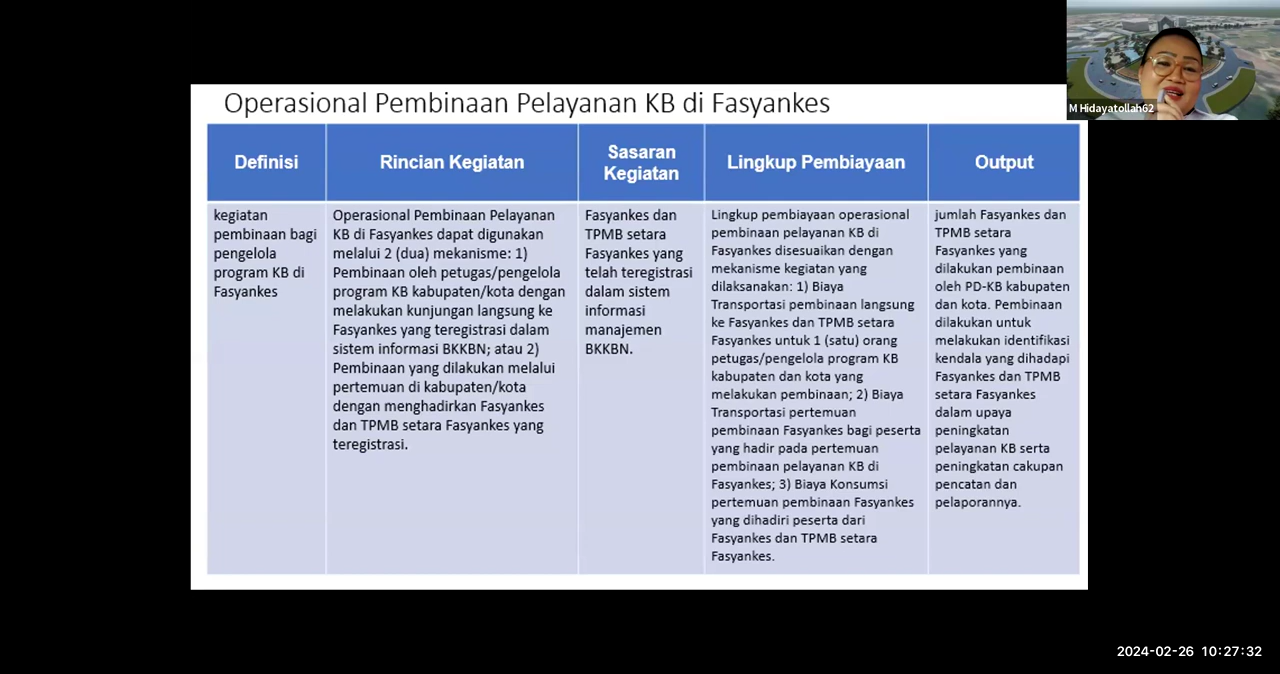 Operasional Pembinaan Pelayanan KB di Fasyankes
M Hidayatollah62
Definisi
Rincian Kegiatan
Sasaran
Kegiatan
Lingkup Pembiayaan
Output
kegiatan
pembinaan bagi
pengelola
program KB di
Fasyankes
Operasional Pembinaan Pelayanan
KB di Fasyankes dapat digunakan
melalui 2 (dua) mekanisme: 1)
Pembinaan oleh petugas/pengelola
program KB kabupaten/kota dengan
melakukan kunjungan langsung ke
Fasyankes yang teregistrasi dalam
sistem informasi BKKBN; atau 2)
Pembinaan yang dilakukan melalui
pertemuan di kabupaten/kota
dengan menghadirkan Fasyankes
dan TPMB setara Fasyankes yang
teregistrasi.
Fasyankes dan
TPMB setara
Fasyankes yang
telah teregistrasi
dalam sistem
informasi
manajemen
BKKBN.
Lingkup pembiayaan operasional
pembinaan pelayanan KB di
Fasyankes disesuaikan dengan
mekanisme kegiatan yang
dilaksanakan: 1) Biaya
Transportasi pembinaan langsung
ke Fasyankes dan TPMB setara
Fasyankes untuk 1 (satu) orang
petugas/pengelola program KB
kabupaten dan kota yang
melakukan pembinaan; 2) Biaya
Transportasi pertemuan
pembinaan Fasyankes bagi peserta
yang hadir pada pertemuan
pembinaan pelayanan KB di
Fasyankes; 3) Biaya Konsumsi
pertemuan pembinaan Fasyankes
yang dihadiri peserta dari
Fasyankes dan TPMB setara
Fasyankes.
jumlah Fasyankes dan
TPMB setara
Fasyankes yang
dilakukan pembinaan
oleh PD-KB kabupaten
dan kota. Pembinaan
dilakukan untuk
melakukan identifikasi
kendala yang dihadapi
Fasyankes dan TPMB
setara Fasyankes
dalam upaya
peningkatan
pelayanan KB serta
peningkatan cakupan
pencatan dan
pelaporannya.
2024-02-26 10:27:32